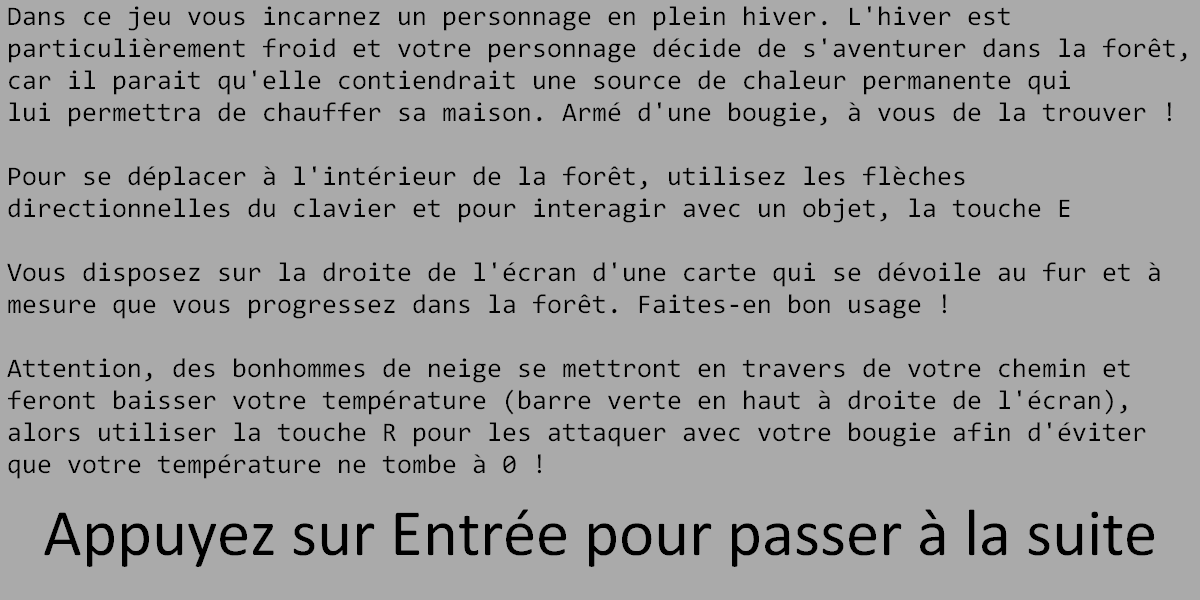 Dans ce jeu vous incarnez un personnage en plein hiver. L'hiver est
particulièrement froid et votre personnage décide de s'aventurer dans la forêt,
car il parait qu'elle contiendrait une source de chaleur permanente qui
lui permettra de chauffer sa maison. Armé d'une bougie, à vous de la trouver !
Pour se déplacer à l'intérieur de la forêt, utilisez les flèches
directionnelles du clavier et pour interagir avec un objet, la touche E
Vous disposez sur la droite de l'écran d'une carte qui se dévoile au fur et à
mesure que vous progressez dans la forêt. Faites-en bon usage !
Attention, des bonhommes de neige se mettront en travers de votre chemin et
feront baisser votre température (barre verte en haut à droite de l'écran),
alors utiliser la touche R pour les attaquer avec votre bougie afin d'éviter
que votre température ne tombe à 0 !
Appuyez sur Entrée pour passer à la suite